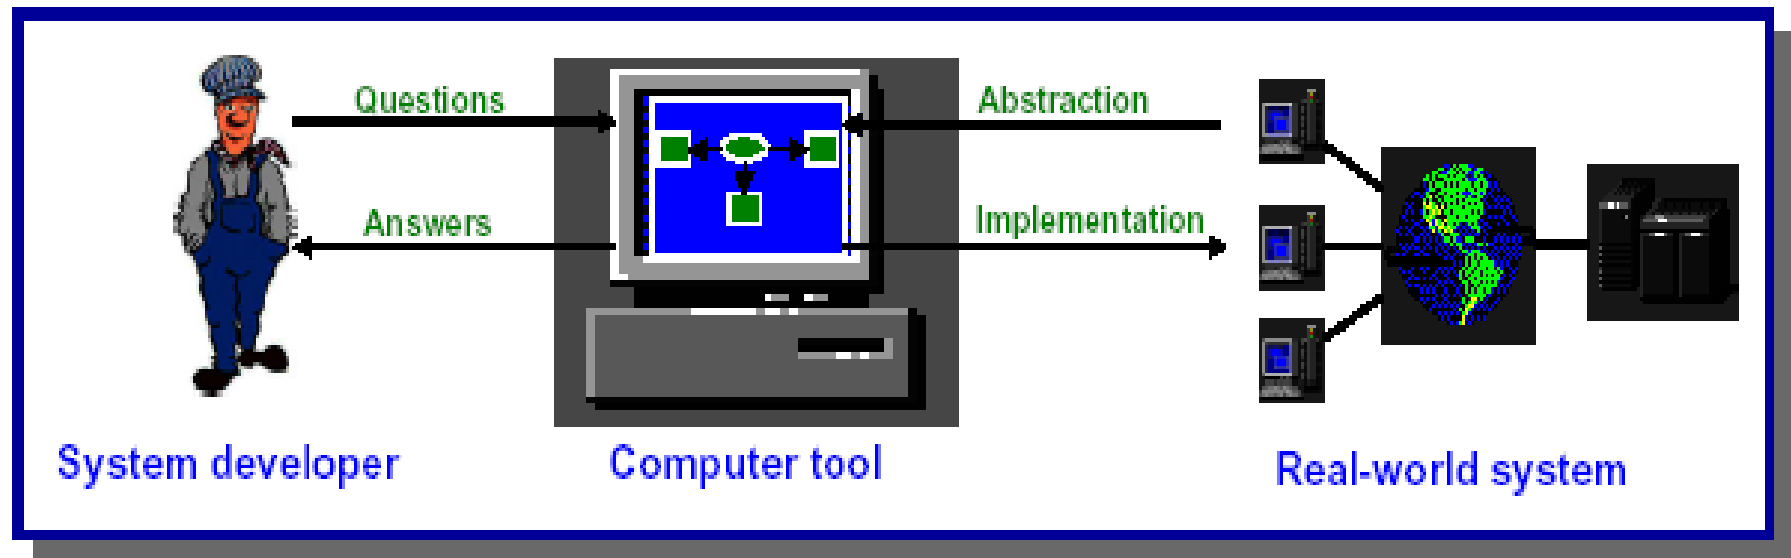 Questions
Abstraction
Answers
Implementation
System developer
Computer tool
Real-world system